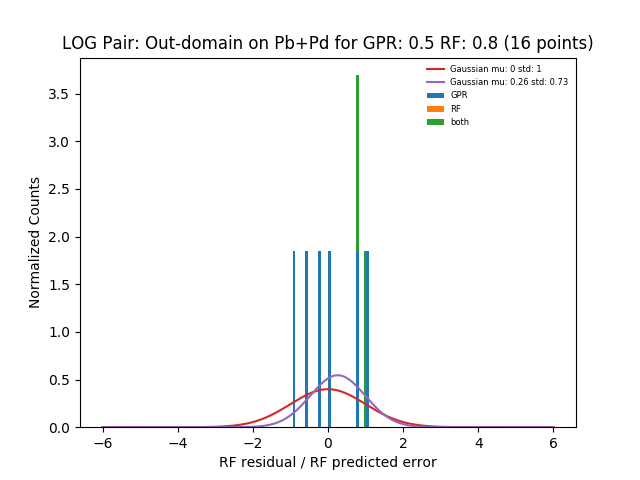 LOG Pair: Out-domain on Pb+Pd for GPR: 0.5 RF: 0.8 (16 points)
Gaussian mu: 0 std: 1
Gaussian mu: 0.26 std: 0.73
GPR
RF
both
Normalized Counts
3.5
3.0
2.5
2.0
1.5
1.0
0.5
0.0
−6 −4 −2 0 2 4 6
RF residual / RF predicted error